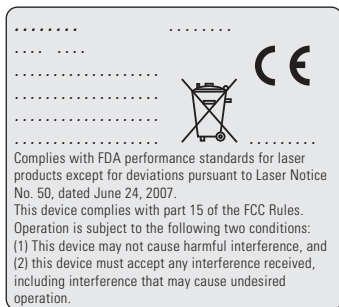 CE
Complies with FDA performance standards for laser
products except for deviations pursuant to Laser Notice
No. 50, dated June 24, 2007.
This device complies with part 15 of the FCC Rules.
Operation is subject to the following two conditions:
(1) This device may not cause harmful interference, and
(2) this device must accept any interference received,
including interference that may cause undesired
operation.